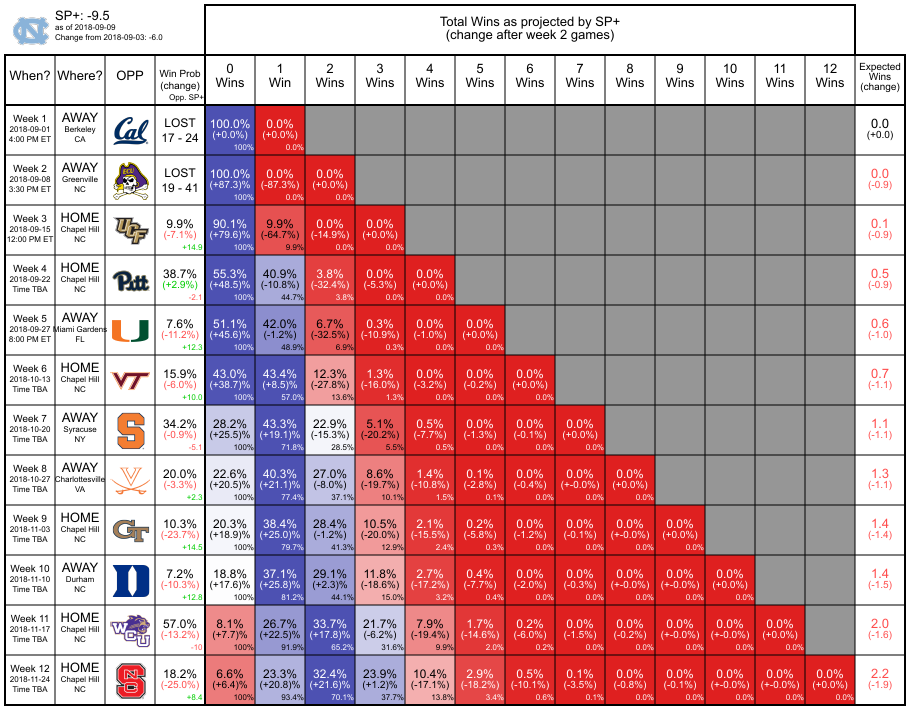 SP+: -9.5
as of 2018-09-09
Change from 2018-09-03: -6.0
Total Wins as projected by SP+
(change after week 2 games)
When? Where? OPP Win Prob (change) Opp. SP+ 0 Wins 1 Win 2 Wins 3 Wins 4 Wins 5 Wins 6 Wins 7 Wins 8 Wins 9 Wins 10 Wins 11 Wins 12 Wins Expected Wins (change)
Week 1 AWAY LOST 100.0% 0.0% 0.0
2018-09-01 Berkeley Cal 17 - 24 (+0.0%) (+0.0%) (+0.0)
4:00 PM ET CA 100% 0.0%
Week 2 AWAY ECU LOST 100.0% 0.0% 0.0% 0.0
2018-09-08 Greenville 19 - 41 (+87.3%) (-87.3%) (+0.0%) (-0.9)
3:30 PM ET NC 100% 0.0% 0.0%
Week 3 HOME 9.9% 90.1% 9.9% 0.0% 0.0% 0.1
2018-09-15 Chapel Hill UCF (-7.1%) (+79.6%) (-64.7%) (-14.9%) (+0.0%) (-0.9)
12:00 PM ET NC +14.9 100% 9.9% 0.0% 0.0%
Week 4 HOME 38.7% 55.3% 40.9% 3.8% 0.0% 0.0% 0.5
2018-09-22 Chapel Hill Pitt (+2.9%) (+48.5%) (-10.8%) (-32.4%) (-5.3%) (+0.0%) (-0.9)
Time TBA NC -2.1 100% 44.7% 3.8% 0.0% 0.0%
Week 5 AWAY 7.6% 51.1% 42.0% 6.7% 0.3% 0.0% 0.0% 0.6
2018-09-27 Miami Gardens U (-11.2%) (+45.6%) (-1.2%) (-32.5%) (-10.9%) (-1.0%) (+0.0%) (-1.0)
8:00 PM ET FL +12.3 100% 48.9% 6.9% 0.3% 0.0% 0.0%
Week 6 HOME 15.9% 43.0% 43.4% 12.3% 1.3% 0.0% 0.0% 0.0% 0.7
2018-10-13 Chapel Hill VT (-6.0%) (+38.7%) (+8.5%) (-27.8%) (-16.0%) (-3.2%) (-0.2%) (+0.0%) (-1.1)
Time TBA NC +10.0 100% 57.0% 13.6% 1.3% 0.0% 0.0% 0.0%
Week 7 AWAY 34.2% 28.2% 43.3% 22.9% 5.1% 0.5% 0.0% 0.0% 0.0% 1.1
2018-10-20 Syracuse S (-0.9%) (+25.5%) (+19.1%) (-15.3%) (-20.2%) (-7.7%) (-1.3%) (-0.1%) (+0.0%) (-1.1)
Time TBA NY -5.1 100% 71.8% 28.5% 5.5% 0.5% 0.0% 0.0% 0.0%
Week 8 AWAY 20.0% 22.6% 40.3% 27.0% 8.6% 1.4% 0.1% 0.0% 0.0% 0.0% 1.3
2018-10-27 Charlottesville V (-3.3%) (+20.5%) (+21.1%) (-8.0%) (-19.7%) (-10.8%) (-2.8%) (-0.4%) (+-0.0%) (+0.0%) (-1.1)
Time TBA VA +2.3 100% 77.4% 37.1% 10.1% 1.5% 0.1% 0.0% 0.0% 0.0%
Week 9 HOME 10.3% 20.3% 38.4% 28.4% 10.5% 2.1% 0.2% 0.0% 0.0% 0.0% 0.0% 1.4
2018-11-03 Chapel Hill GT (-23.7%) (+18.9%) (+25.0%) (-1.2%) (-20.0%) (-15.5%) (-5.8%) (-1.2%) (-0.1%) (+-0.0%) (+0.0%) (-1.4)
Time TBA NC +14.5 100% 79.7% 41.3% 12.9% 2.4% 0.3% 0.0% 0.0% 0.0% 0.0%
Week 10 AWAY 7.2% 18.8% 37.1% 29.1% 11.8% 2.7% 0.4% 0.0% 0.0% 0.0% 0.0% 0.0% 1.4
2018-11-10 Durham D (-10.3%) (+17.6%) (+25.8%) (+2.3%) (-18.6%) (-17.2%) (-7.7%) (-2.0%) (-0.3%) (+-0.0%) (+-0.0%) (+0.0%) (-1.5)
Time TBA NC +12.8 100% 81.2% 44.1% 15.0% 3.2% 0.4% 0.0% 0.0% 0.0% 0.0% 0.0%
Week 11 HOME 57.0% 8.1% 26.7% 33.7% 21.7% 7.9% 1.7% 0.2% 0.0% 0.0% 0.0% 0.0% 0.0% 2.0
2018-11-17 Chapel Hill WCU (-13.2%) (+7.7%) (+22.5%) (+17.8%) (-6.2%) (-19.4%) (-14.6%) (-6.0%) (-1.5%) (-0.2%) (+-0.0%) (+-0.0%) (+0.0%) (-1.6)
Time TBA NC -10 100% 91.9% 65.2% 31.6% 9.9% 2.0% 0.2% 0.0% 0.0% 0.0% 0.0% 0.0%
Week 12 HOME 18.2% 6.6% 23.3% 32.4% 23.9% 10.4% 2.9% 0.5% 0.1% 0.0% 0.0% 0.0% 0.0% 0.0% 2.2
2018-11-24 Chapel Hill S (-25.0%) (+6.4%) (+20.8%) (+21.6%) (+1.2%) (-17.1%) (-18.2%) (-10.1%) (-3.5%) (-0.8%) (-0.1%) (+-0.0%) (+-0.0%) (+0.0%) (-1.9)
Time TBA NC +8.4 100% 93.4% 70.1% 37.7% 13.8% 3.4% 0.6% 0.1% 0.0% 0.0% 0.0% 0.0% 0.0%